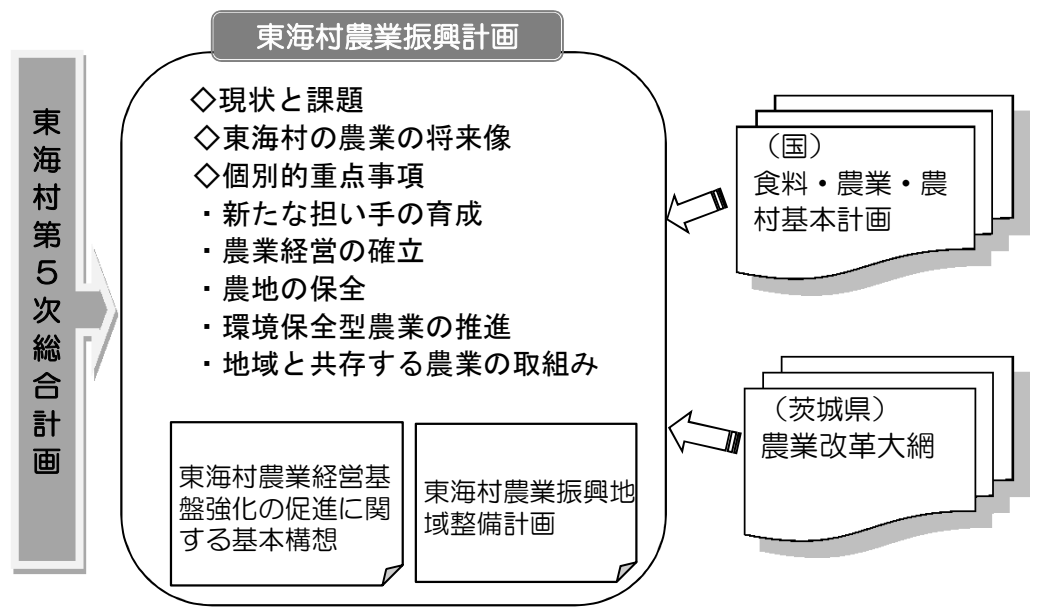 東海村農業振興計画
東海村第５次総合計画
◇現状と課題
◇東海村の農業の将来像
◇個別的重点事項
・新たな担い手の育成
・農業経営の確立
・農地の保全
・環境保全型農業の推進
・地域と共存する農業の取組み
東海村農業経営基
盤強化の促進に関
する基本構想
東海村農業振興地
域整備計画
（国）
食料・農業・農
村基本計画
（茨城県）
農業改革大綱